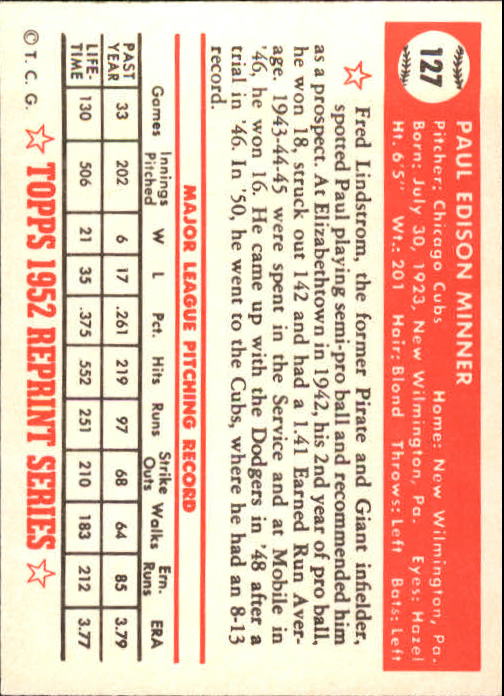 127
PAUL EDISON MINNER
Pitcher: Chicago Cubs Home: New Wilmington, Pa.
Born: July 30, 1923, New Wilmington, Pa. Eyes: Hazel
Ht. 6'5" Wt.: 201 Hair: Blond Throws: Left Bats: Left
Fred Lindstrom, the former Pirate and Giant infielder,
spotted Paul playing semi-pro ball and recommended him
as a prospect. At Elizabethtown in 1942, his 2nd year of pro ball,
he won 18, struck out 142 and had a 1.41 Earned Run Aver-
age. 1943-44-45 were spent in the Service and at Mobile in
'46, he won 16. He came up with the Dodgers in '48 after a
trial in '46. In '50, he went to the Cubs, where he had an 8-13
record.
MAJOR LEAGUE PITCHING RECORD
Games Innings Pitched W L Pct. Hits Runs Strike Outs Walks Ern. Runs ERA
PAST YEAR 33 202 6 17 .261 219 97 68 64 85 3.79
LIFE-TIME 130 506 21 35 .375 552 251 210 183 212 3.77
© T. C. G. TOPPS 1952 REPRINT SERIES